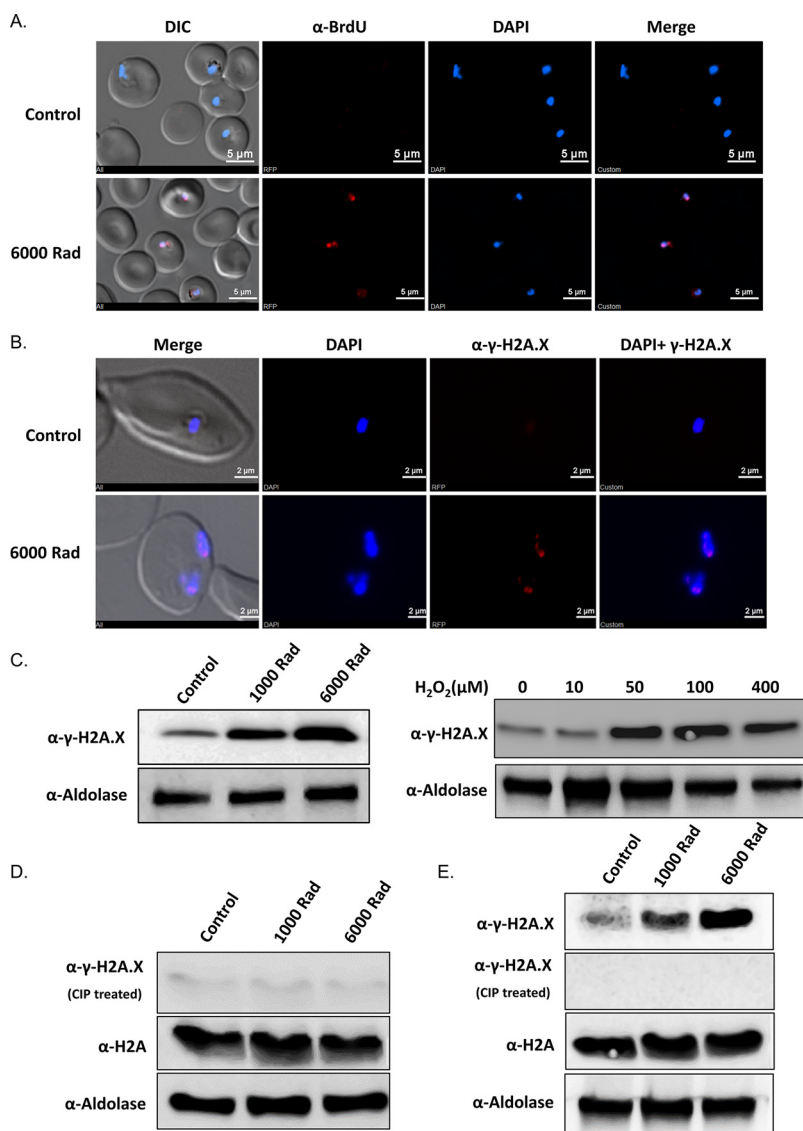 A.
DIC α-BrdU DAPI Merge
Control
5 µm 5 µm 5 µm 5 µm
All RFP DAPI Custom
6000 Rad
5 µm 5 µm 5 µm 5 µm
All RFP DAPI Custom
B.
Merge DAPI α-γ-H2A.X DAPI+ γ-H2A.X
Control
2 µm 2 µm 2 µm 2 µm
All DAPI RFP Custom
6000 Rad
2 µm 2 µm 2 µm 2 µm
All DAPI RFP Custom
C.
Control 1000 Rad 6000 Rad
α-γ-H2A.X
α-Aldolase
H₂O₂(µM) 0 10 50 100 400
α-γ-H2A.X
α-Aldolase
D.
Control 1000 Rad 6000 Rad
α-γ-H2A.X
(CIP treated)
α-H2A
α-Aldolase
E.
Control 1000 Rad 6000 Rad
α-γ-H2A.X
α-γ-H2A.X
(CIP treated)
α-H2A
α-Aldolase